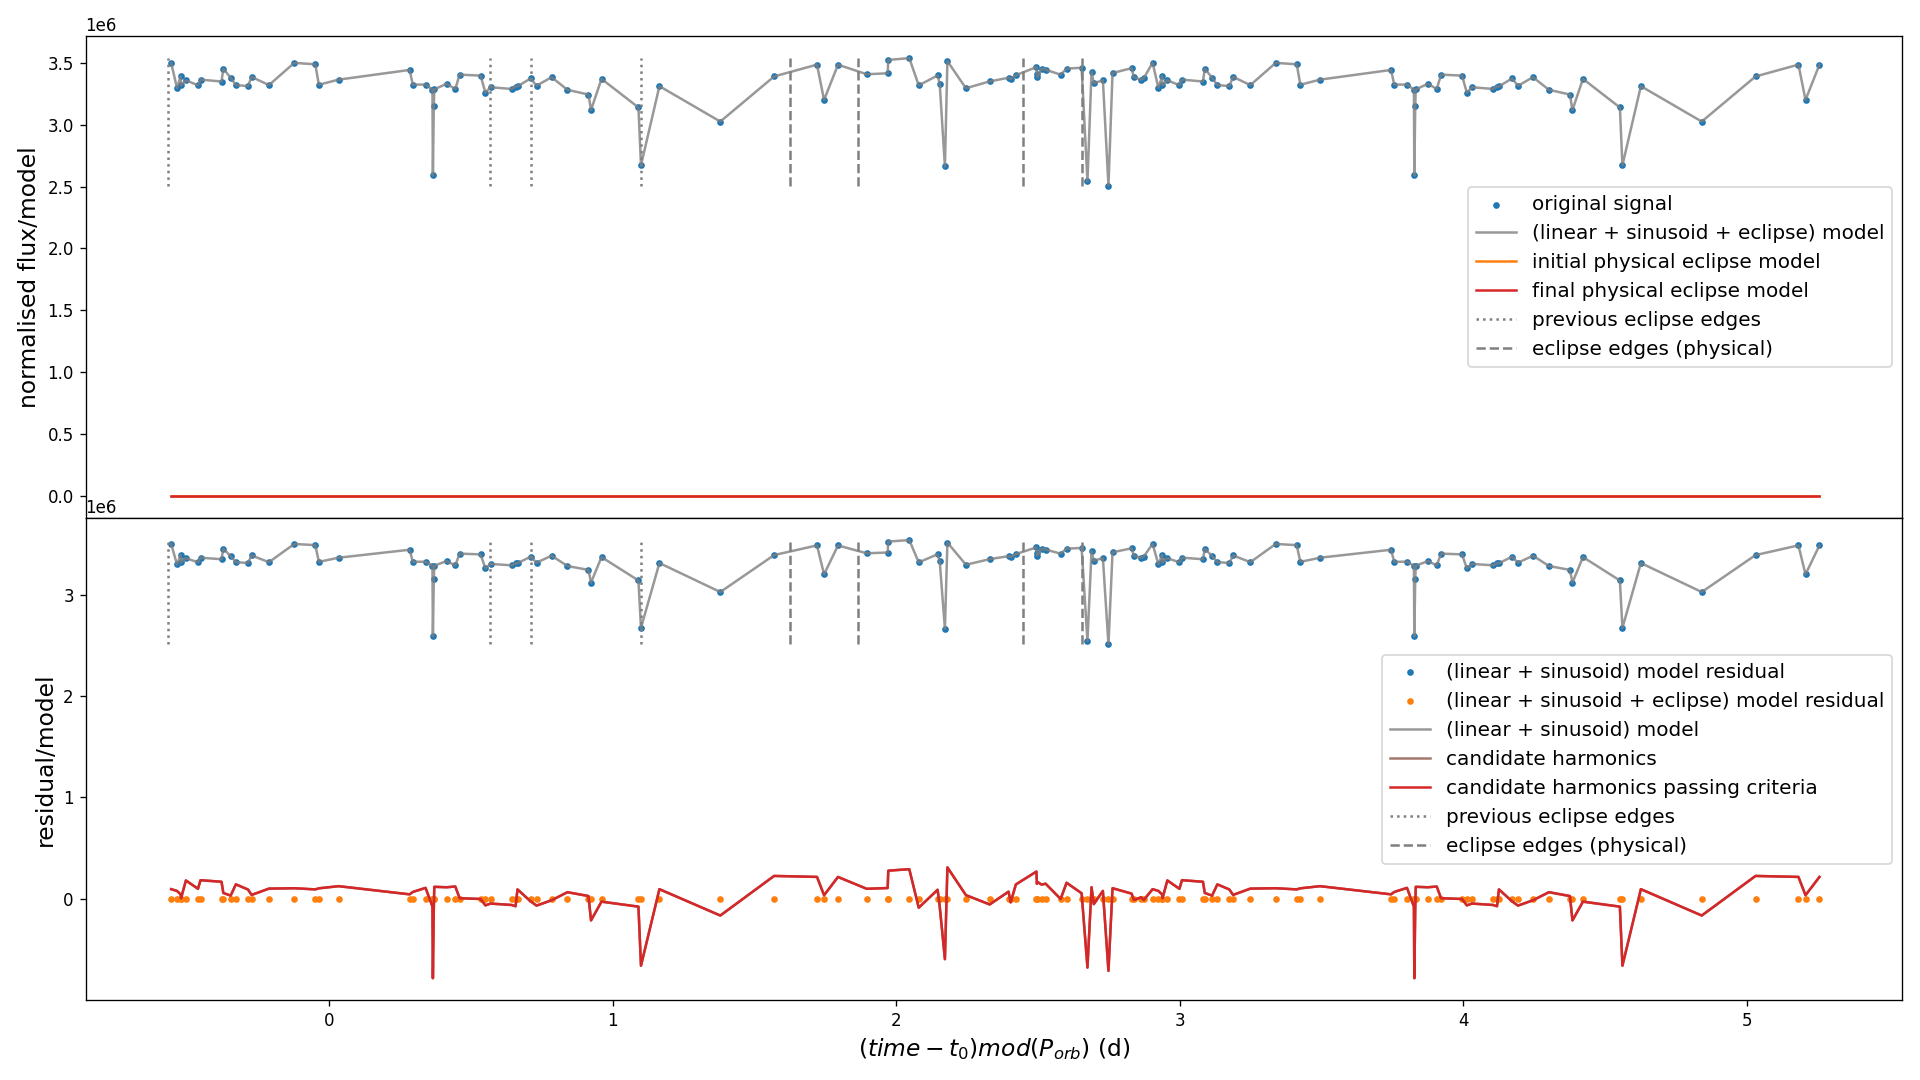 1e6
3.5
3.0
2.5
2.0
1.5
1.0
0.5
0.0
normalised flux/model
original signal
(linear + sinusoid + eclipse) model
initial physical eclipse model
final physical eclipse model
previous eclipse edges
eclipse edges (physical)
1e6
3
2
1
0
residual/model
(linear + sinusoid) model residual
(linear + sinusoid + eclipse) model residual
(linear + sinusoid) model
candidate harmonics
candidate harmonics passing criteria
previous eclipse edges
eclipse edges (physical)
0 1 2 3 4 5
(time − t₀)mod(P_orb) (d)